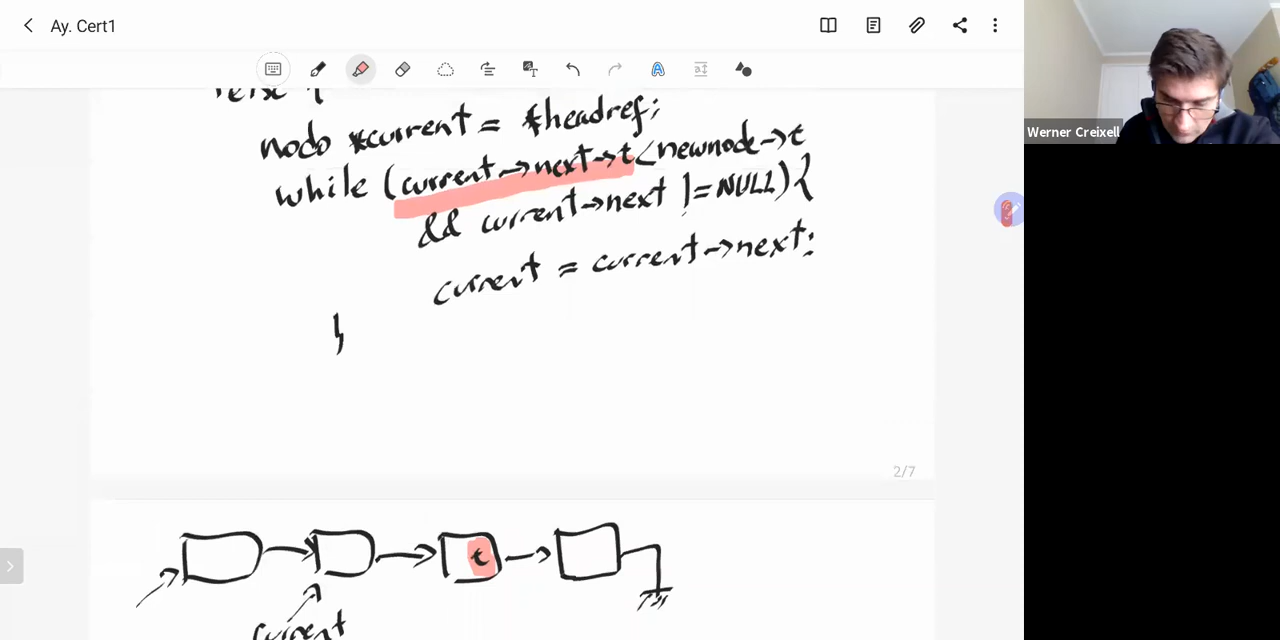 Ay. Cert1
else {
nodo *current = *headref;
while (current->next->t<newnode->t
&& current->next != NULL) {
current = current->next;
}
2/7
t
current
Werner Creixell